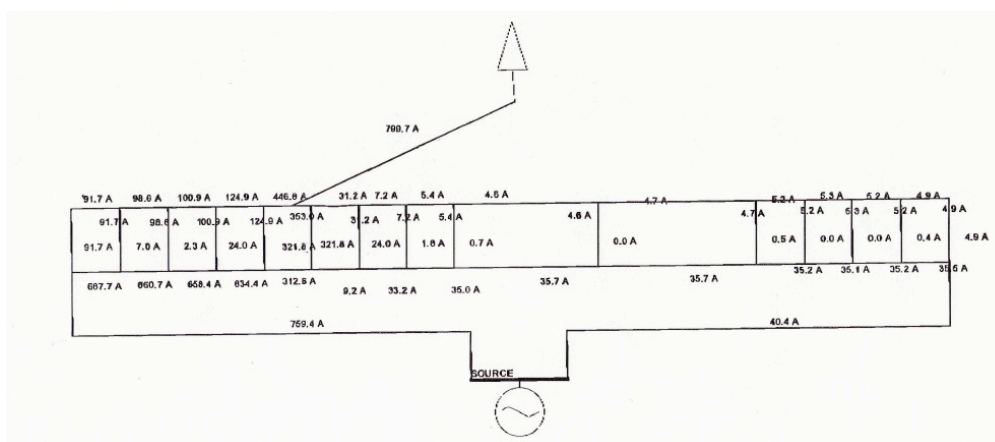 799.7 A
91.7 A 98.6 A 100.9 A 124.9 A 446.8 A 31.2 A 7.2 A 5.4 A 4.5 A 4.7 A 5.2 A 5.3 A 5.2 A 4.9 A
91.7 A 98.6 A 100.9 A 124.9 A 353.0 A 31.2 A 7.2 A 5.4 A 4.6 A 4.7 A 5.2 A 5.3 A 5.2 A 4.9 A
91.7 A 7.0 A 2.3 A 24.0 A 321.8 A 321.8 A 24.0 A 1.8 A 0.7 A 0.0 A 0.5 A 0.0 A 0.0 A 0.4 A 4.9 A
667.7 A 660.7 A 658.4 A 634.4 A 312.6 A 9.2 A 33.2 A 35.0 A 35.7 A 35.7 A 35.2 A 35.1 A 35.2 A 35.5 A
759.4 A 40.4 A
SOURCE